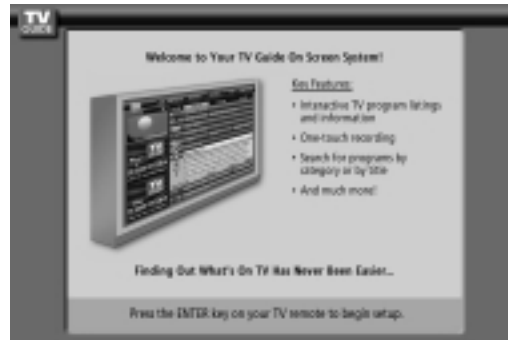 TV
GUIDE
Welcome to Your TV Guide On Screen System!
Key Features:
• Interactive TV program listings
and information
• One-touch recording
• Search for programs by
category or by title
• And much more!
Finding Out What's On TV Has Never Been Easier...
Press the ENTER key on your TV remote to begin setup.